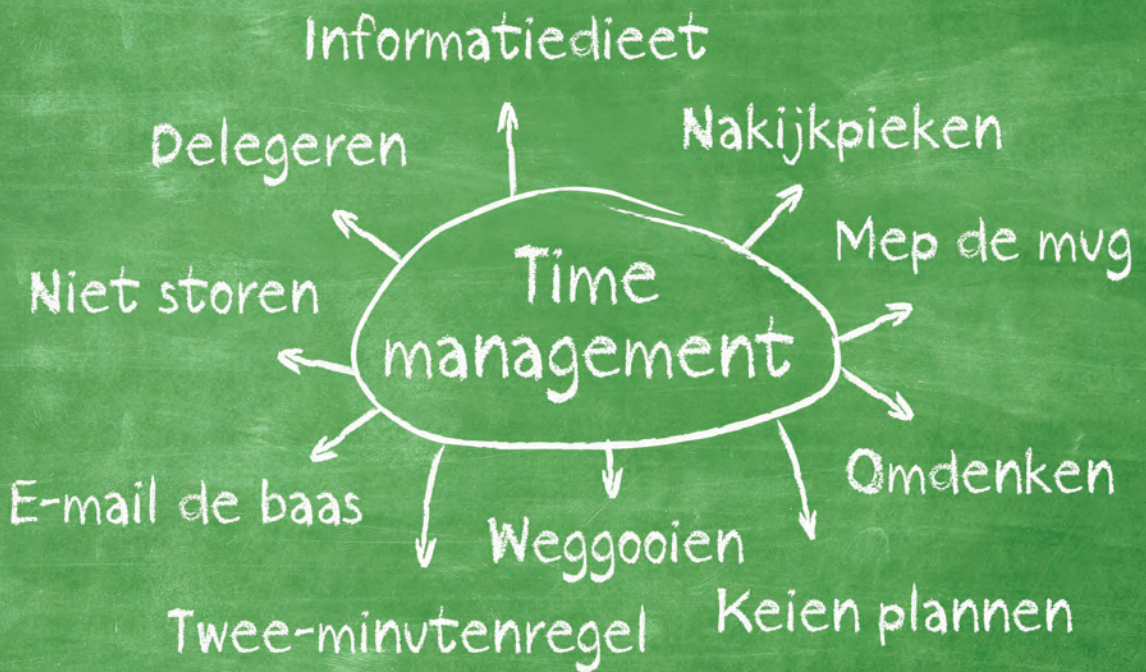 Informatiedieet
Delegeren
Nakijkpieken
Mep de mug
Niet storen
Time
management
Omdenken
E-mail de baas
Weggooien
Keien plannen
Twee-minutenregel